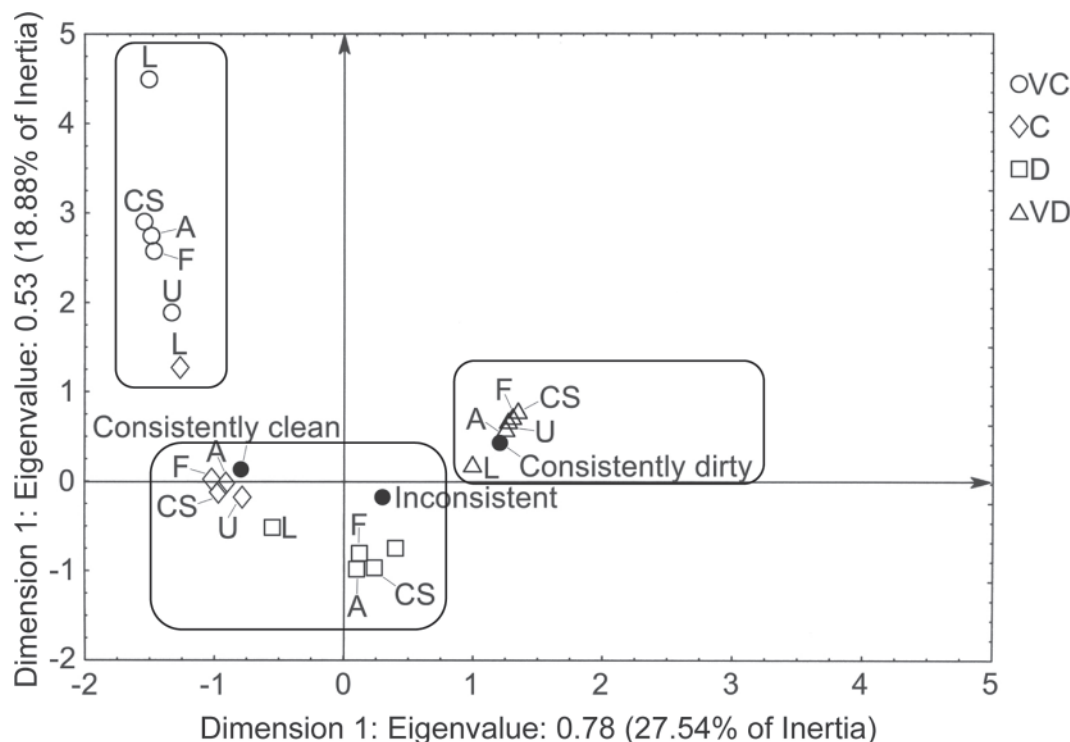 Dimension 1: Eigenvalue: 0.53 (18.88% of Inertia)
5
4
3
2
1
0
-1
-2
L
CS
A
F
U
L
VC
C
D
VD
Consistently clean
A
F
CS
U
L
Inconsistent
F
A
CS
F
CS
A
U
Consistently dirty
L
-2
-1
0
1
2
3
4
5
Dimension 1: Eigenvalue: 0.78 (27.54% of Inertia)